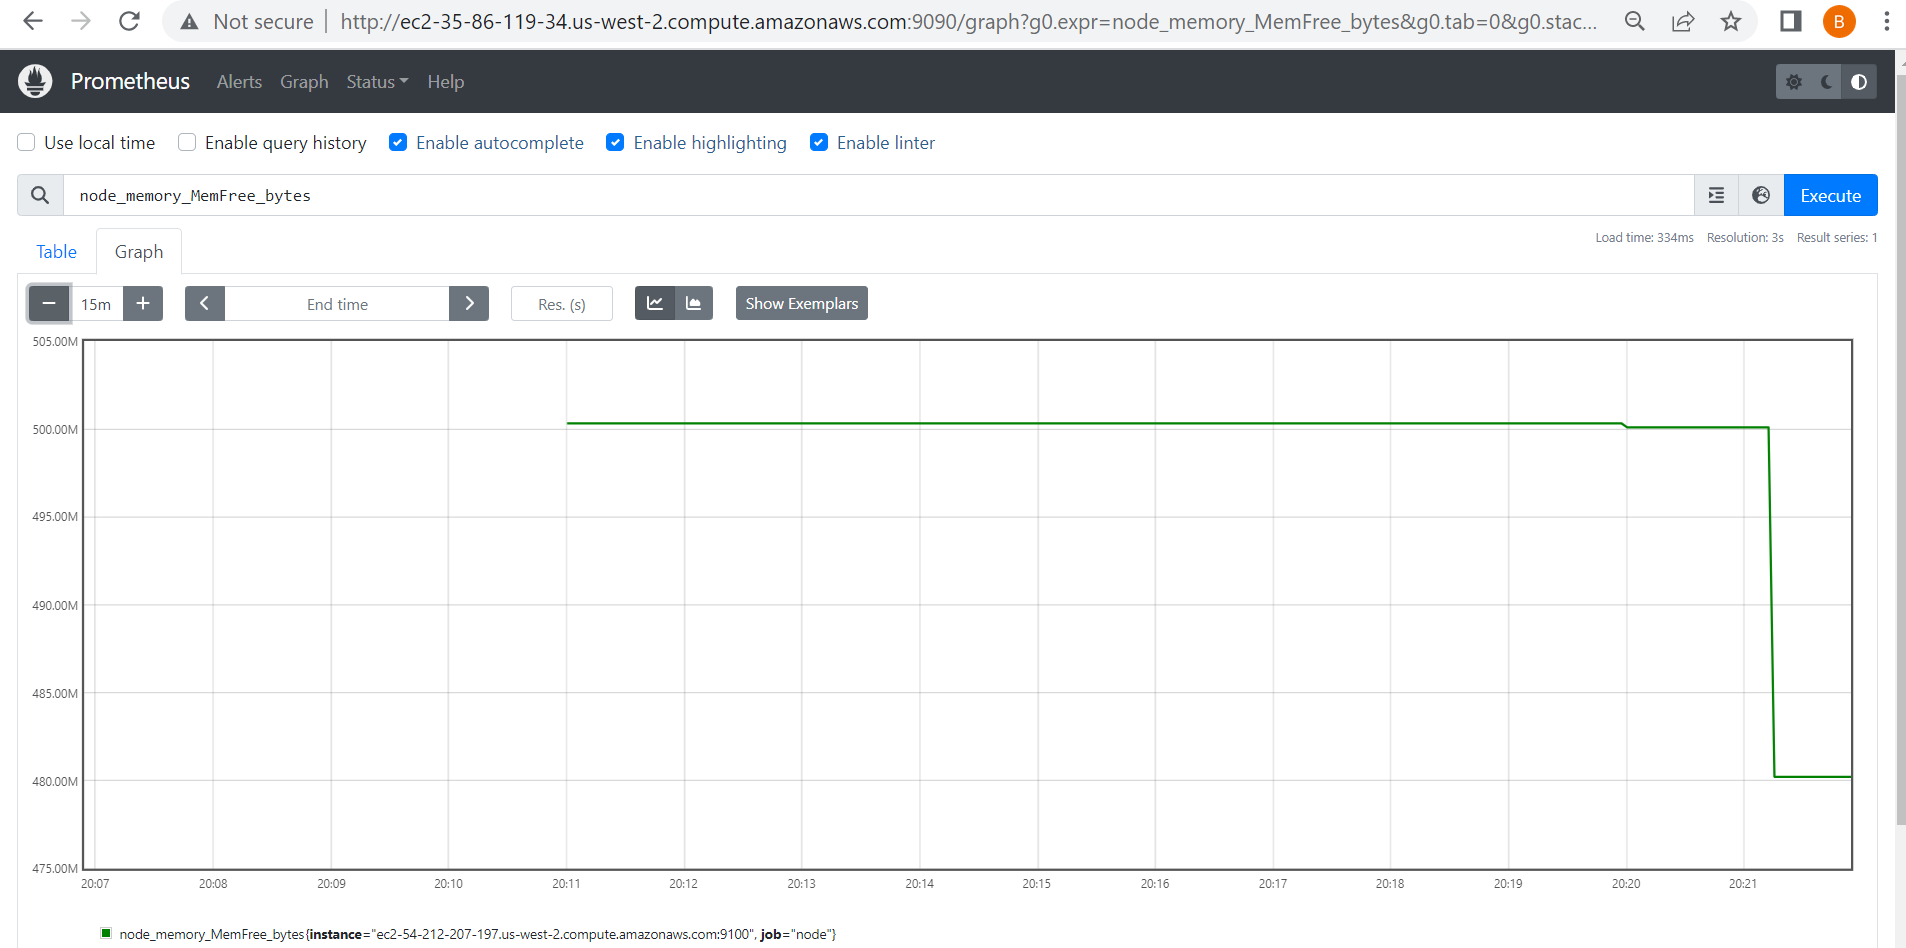 Not secure | http://ec2-35-86-119-34.us-west-2.compute.amazonaws.com:9090/graph?g0.expr=node_memory_MemFree_bytes&g0.tab=0&g0.stac... B
Prometheus Alerts Graph Status Help
Use local time Enable query history Enable autocomplete Enable highlighting Enable linter
node_memory_MemFree_bytes Execute
Load time: 334ms Resolution: 3s Result series: 1
Table Graph
− 15m + End time Res. (s) Show Exemplars
505.00M
500.00M
495.00M
490.00M
485.00M
480.00M
475.00M
20:07 20:08 20:09 20:10 20:11 20:12 20:13 20:14 20:15 20:16 20:17 20:18 20:19 20:20 20:21
node_memory_MemFree_bytes{instance="ec2-54-212-207-197.us-west-2.compute.amazonaws.com:9100", job="node"}